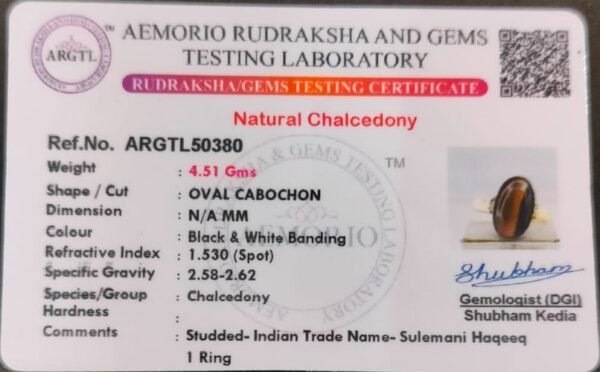 ARGTL
TM
AEMORIO RUDRAKSHA AND GEMS
TESTING LABORATORY
RUDRAKSHA/GEMS TESTING CERTIFICATE
Natural Chalcedony
Ref.No. ARGTL50380
TM
Weight : 4.51 Gms
Shape / Cut : OVAL CABOCHON
Dimension : N/A MM
Colour : Black & White Banding
Refractive Index : 1.530 (Spot)
Specific Gravity : 2.58-2.62
Species/Group : Chalcedony
Hardness :
Comments : Studded- Indian Trade Name- Sulemani Haqeeq
1 Ring
AEMORIO
Shubham
Gemologist (DGI)
Shubham Kedia